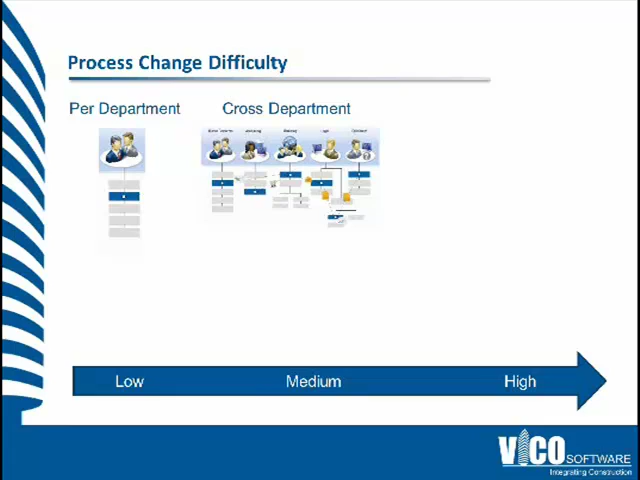 Process Change Difficulty
Per Department
Cross Department
Low
Medium
High
VICO SOFTWARE
Integrating Construction